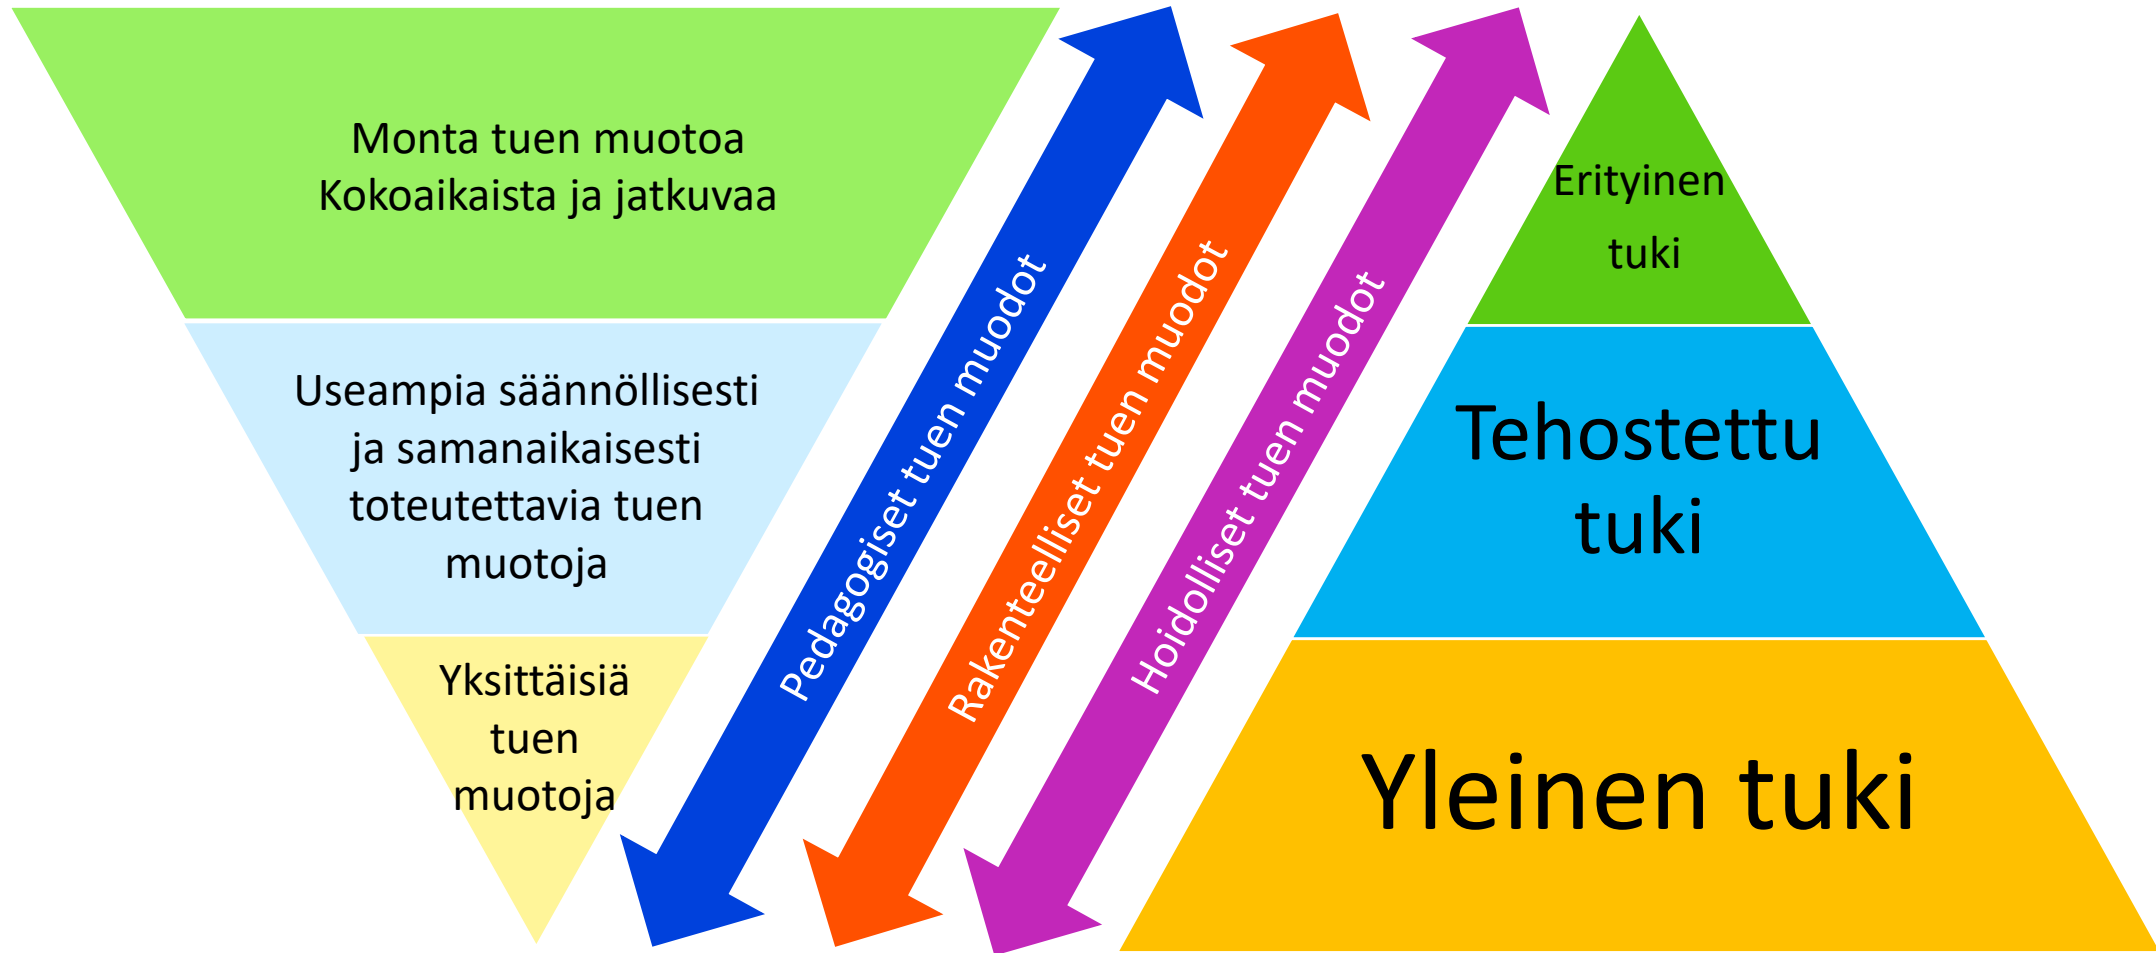 Monta tuen muotoa
Kokoaikaista ja jatkuvaa
Useampia säännöllisesti
ja samanaikaisesti
toteutettavia tuen
muotoja
Yksittäisiä
tuen
muotoja
Pedagogiset tuen muodot
Rakenteelliset tuen muodot
Hoidolliset tuen muodot
Erityinen
tuki
Tehostettu
tuki
Yleinen tuki